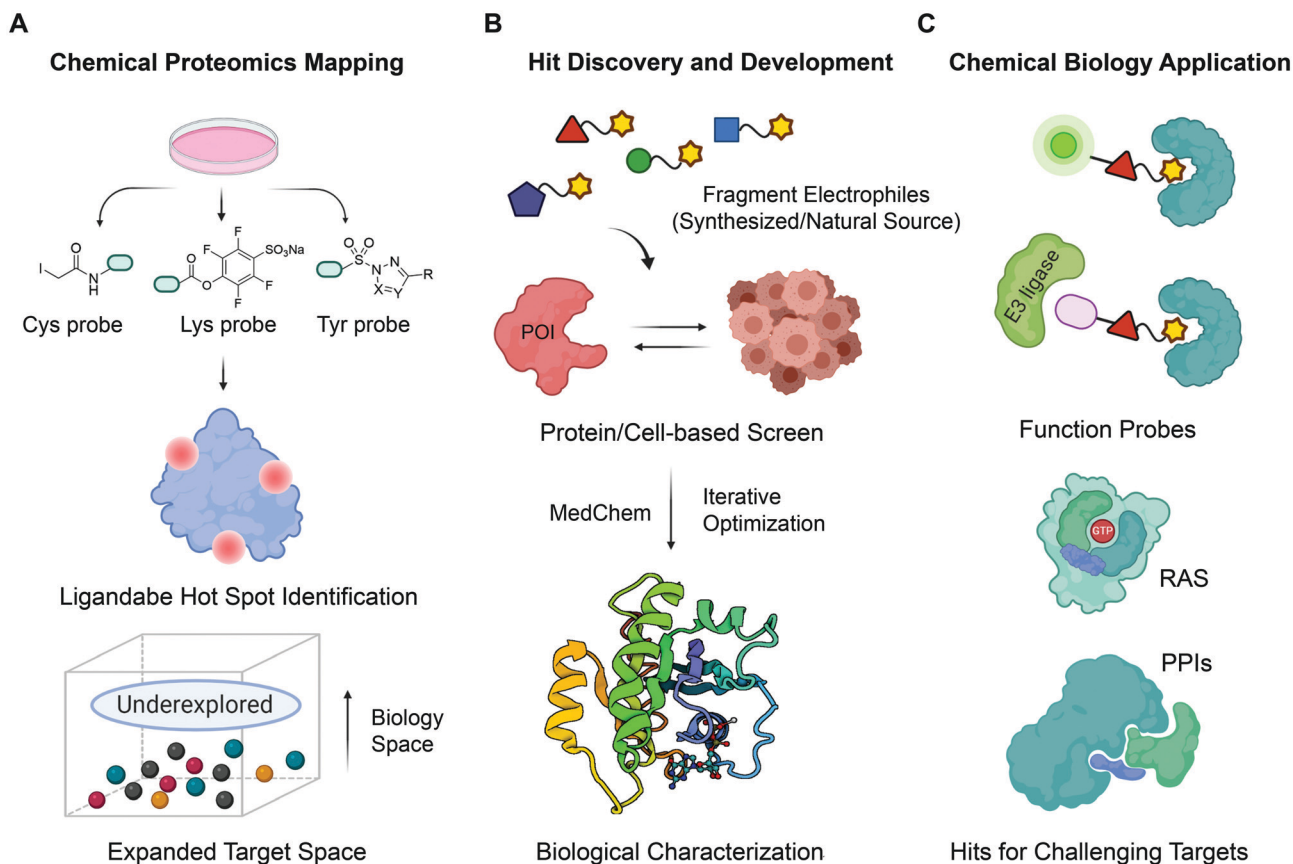 A
Chemical Proteomics Mapping
I
O
N
H
O
O
F
F
F
F
SO₃Na
O
O
S
N
N
X
Y
R
Cys probe
Lys probe
Tyr probe
Ligandabe Hot Spot Identification
Underexplored
Biology
Space
Expanded Target Space
B
Hit Discovery and Development
Fragment Electrophiles
(Synthesized/Natural Source)
POI
Protein/Cell-based Screen
MedChem
Iterative
Optimization
Biological Characterization
C
Chemical Biology Application
E3 ligase
Function Probes
GTP
RAS
PPIs
Hits for Challenging Targets